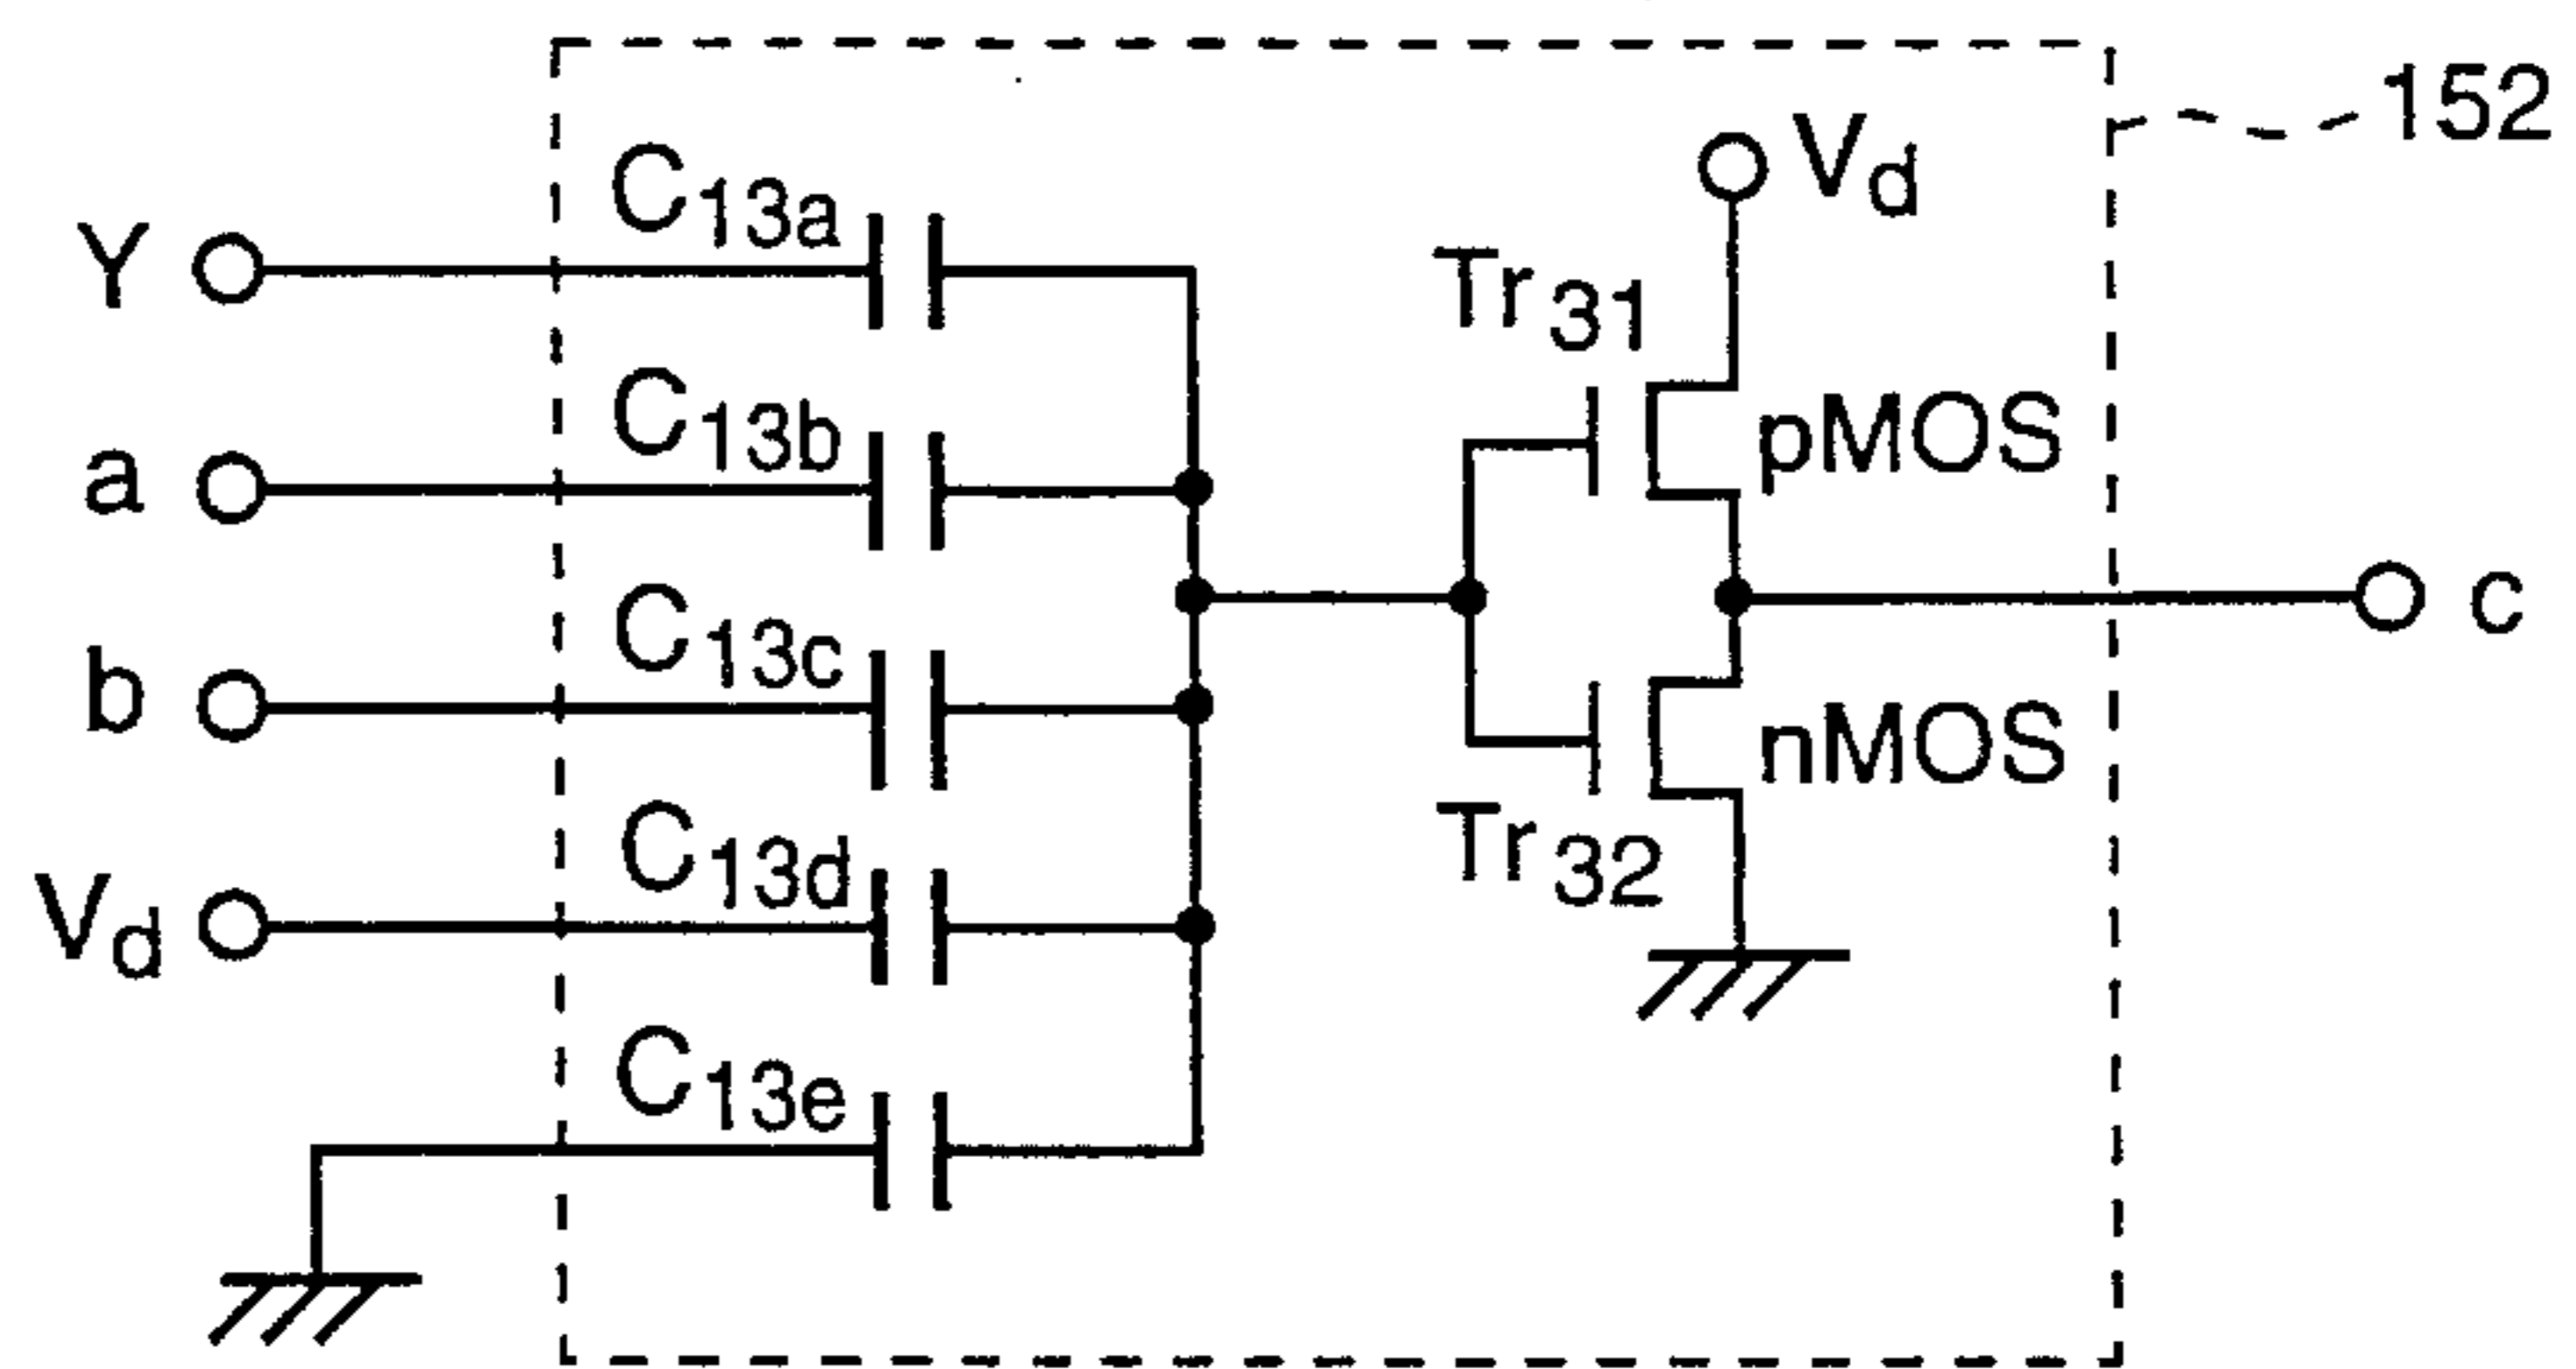 152
Vd
Y
C13a
Tr31
pMOS
a
C13b
b
C13c
c
nMOS
Tr32
Vd
C13d
C13e